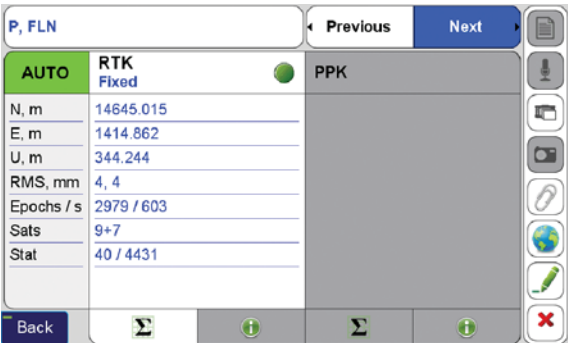 P, FLN
Previous
Next
AUTO
RTK
Fixed
PPK
N, m 14645.015
E, m 1414.862
U, m 344.244
RMS, mm 4, 4
Epochs / s 2979 / 603
Sats 9+7
Stat 40 / 4431
Back Σ Σ